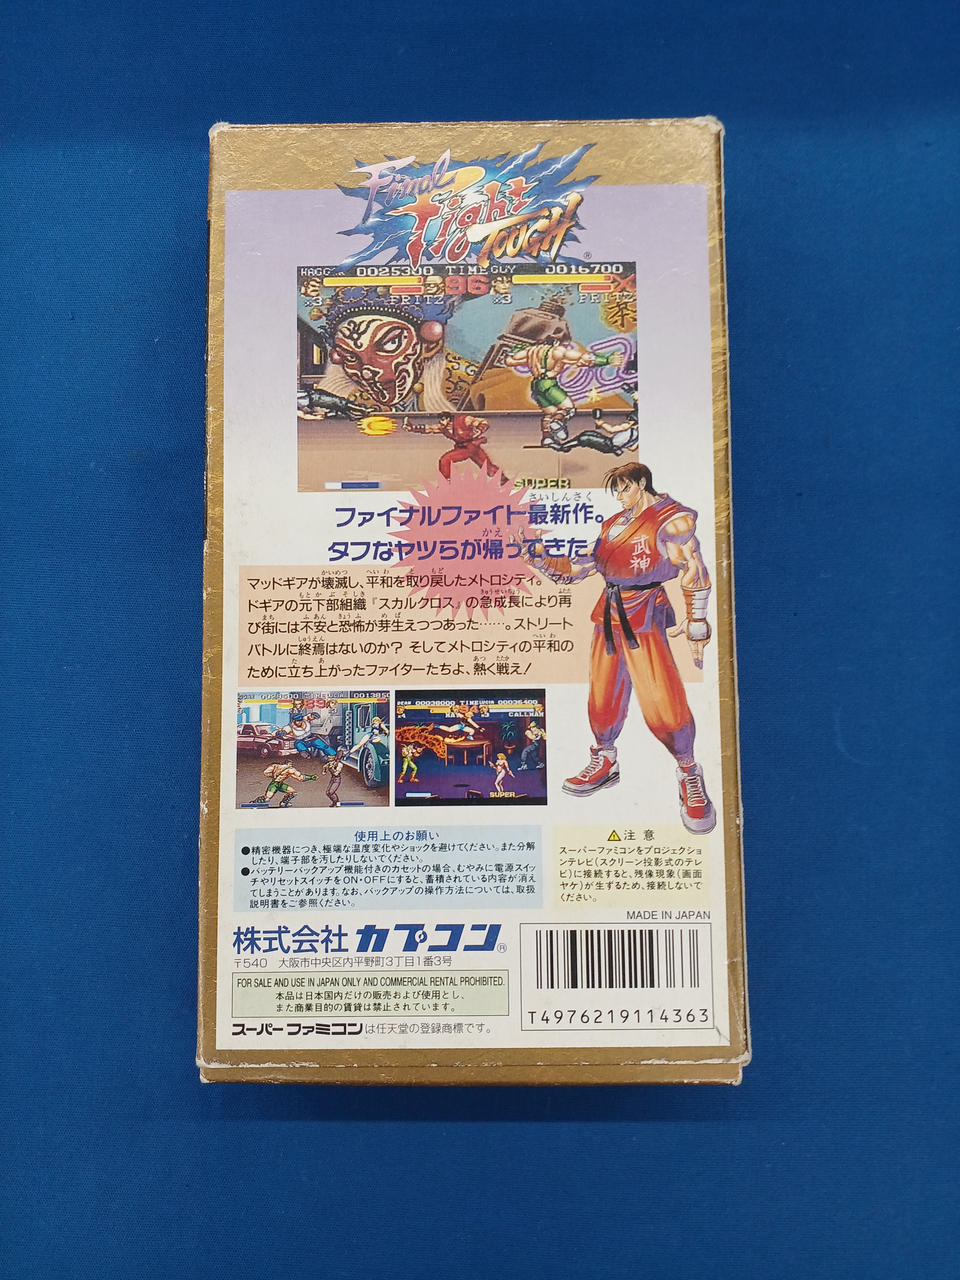 Final Fight TOUGH ®
HAGGAR 0025300 TIME GUY 0016700
×3 FRITZ 96 ×3 FRITZ
SUPER
ファイナルファイト最新作。
タフなヤツらが帰ってきた!
マッドギアが壊滅し、平和を取り戻したメトロシティ。マッ
ドギアの元下部組織『スカルクロス』の急成長により再
び街には不安と恐怖が芽生えつつあった……。ストリート
バトルに終焉はないのか? そしてメトロシティの平和の
ために立ち上がったファイターたちよ、熱く戦え!
武神
DEAN 0038000 TIME LUCIA 0036400
CALLMAN
SUPER
使用上のお願い
●精密機器につき、極端な温度変化やショックを避けてください。また分解
したり、端子部を汚したりしないでください。
●バッテリーバックアップ機能付きのカセットの場合、むやみに電源スイッ
チやリセットスイッチをON・OFFにすると、蓄積されている内容が消え
てしまうことがあります。なお、バックアップの操作方法については、取扱
説明書をご参照ください。
⚠注意
スーパーファミコンをプロジェクショ
ンテレビ(スクリーン投影式のテレ
ビ)に接続すると、残像現象(画面
ヤケ)が生ずるため、接続しないで
ください。
MADE IN JAPAN
株式会社 カプコン®
〒540 大阪市中央区内平野町3丁目1番3号
FOR SALE AND USE IN JAPAN ONLY AND COMMERCIAL RENTAL PROHIBITED.
本品は日本国内だけの販売および使用とし、
また商業目的の賃貸は禁止されています。
スーパーファミコンは任天堂の登録商標です。
T4976219114363